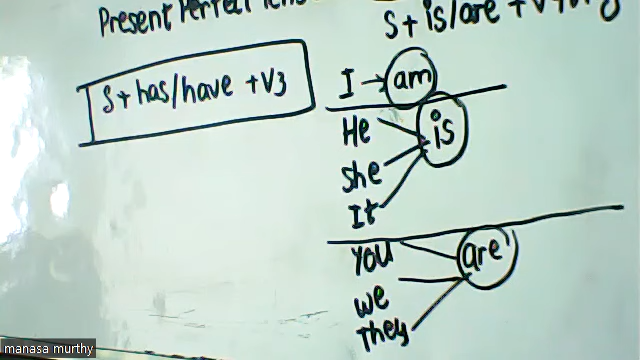 Present Perfect
S+has/have +V3
S+is/are +V+
I → am
He
She
It
is
You
we
They
are
manasa murthy